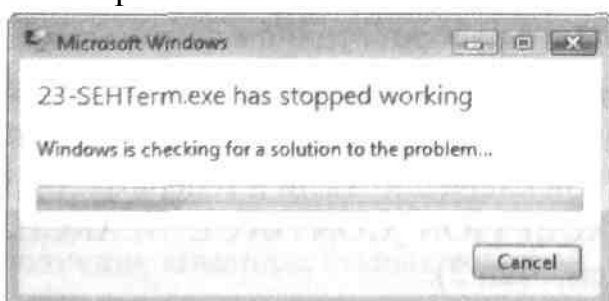 Microsoft Windows
23-SEHTerm.exe has stopped working
Windows is checking for a solution to the problem...
Cancel